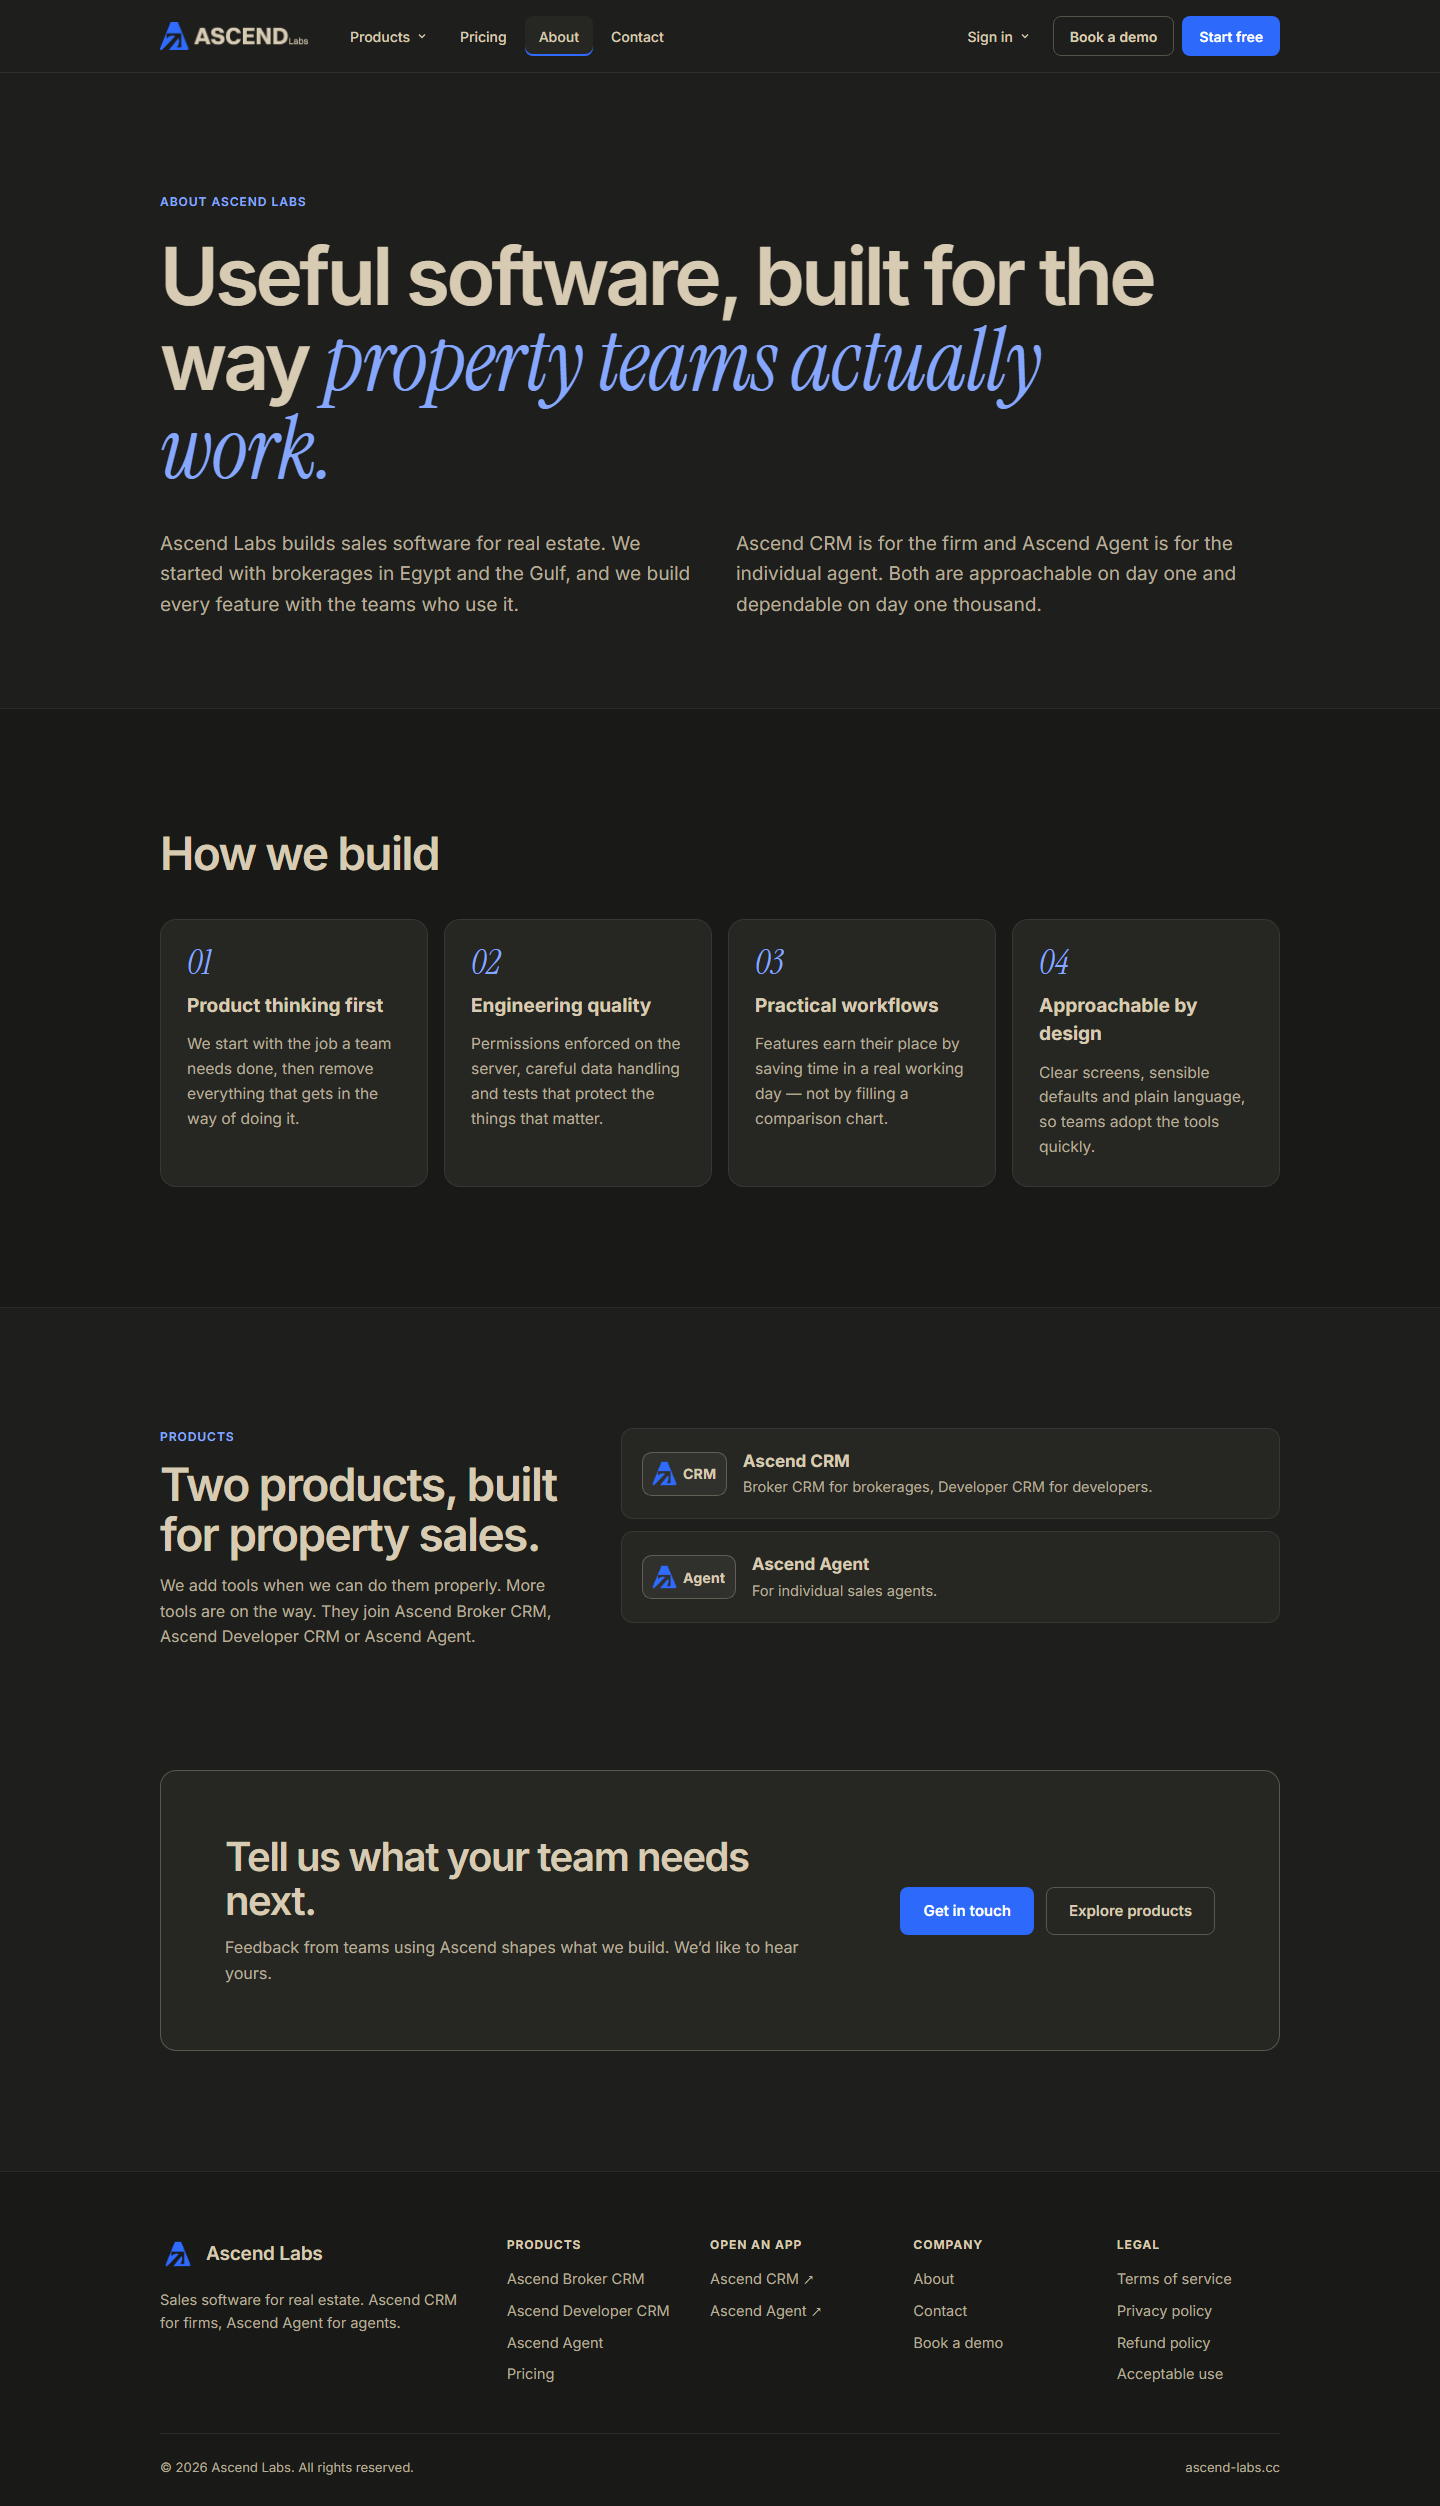 ASCEND Labs
Products
Pricing
About
Contact
Sign in
Book a demo
Start free
ABOUT ASCEND LABS
Useful software, built for the
way property teams actually
work.
Ascend Labs builds sales software for real estate. We
started with brokerages in Egypt and the Gulf, and we build
every feature with the teams who use it.
Ascend CRM is for the firm and Ascend Agent is for the
individual agent. Both are approachable on day one and
dependable on day one thousand.
How we build
01
Product thinking first
We start with the job a team
needs done, then remove
everything that gets in the
way of doing it.
02
Engineering quality
Permissions enforced on the
server, careful data handling
and tests that protect the
things that matter.
03
Practical workflows
Features earn their place by
saving time in a real working
day — not by filling a
comparison chart.
04
Approachable by
design
Clear screens, sensible
defaults and plain language,
so teams adopt the tools
quickly.
PRODUCTS
Two products, built
for property sales.
We add tools when we can do them properly. More
tools are on the way. They join Ascend Broker CRM,
Ascend Developer CRM or Ascend Agent.
CRM
Ascend CRM
Broker CRM for brokerages, Developer CRM for developers.
Agent
Ascend Agent
For individual sales agents.
Tell us what your team needs
next.
Feedback from teams using Ascend shapes what we build. We’d like to hear
yours.
Get in touch
Explore products
Ascend Labs
Sales software for real estate. Ascend CRM
for firms, Ascend Agent for agents.
PRODUCTS
Ascend Broker CRM
Ascend Developer CRM
Ascend Agent
Pricing
OPEN AN APP
Ascend CRM ↗
Ascend Agent ↗
COMPANY
About
Contact
Book a demo
LEGAL
Terms of service
Privacy policy
Refund policy
Acceptable use
© 2026 Ascend Labs. All rights reserved.
ascend-labs.cc